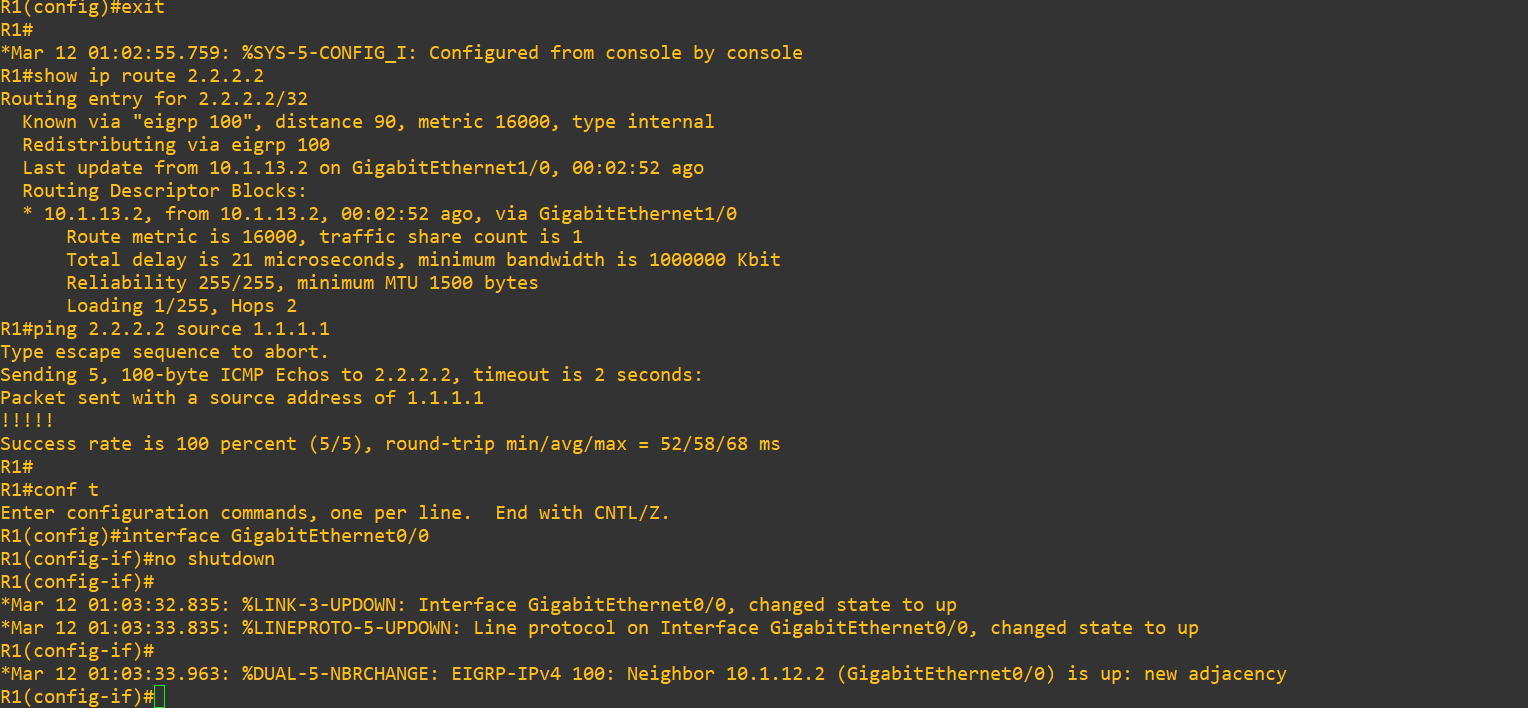 R1(config)#exit
R1#
*Mar 12 01:02:55.759: %SYS-5-CONFIG_I: Configured from console by console
R1#show ip route 2.2.2.2
Routing entry for 2.2.2.2/32
  Known via "eigrp 100", distance 90, metric 16000, type internal
  Redistributing via eigrp 100
  Last update from 10.1.13.2 on GigabitEthernet1/0, 00:02:52 ago
  Routing Descriptor Blocks:
  * 10.1.13.2, from 10.1.13.2, 00:02:52 ago, via GigabitEthernet1/0
      Route metric is 16000, traffic share count is 1
      Total delay is 21 microseconds, minimum bandwidth is 1000000 Kbit
      Reliability 255/255, minimum MTU 1500 bytes
      Loading 1/255, Hops 2
R1#ping 2.2.2.2 source 1.1.1.1
Type escape sequence to abort.
Sending 5, 100-byte ICMP Echos to 2.2.2.2, timeout is 2 seconds:
Packet sent with a source address of 1.1.1.1
!!!!!
Success rate is 100 percent (5/5), round-trip min/avg/max = 52/58/68 ms
R1#
R1#conf t
Enter configuration commands, one per line.  End with CNTL/Z.
R1(config)#interface GigabitEthernet0/0
R1(config-if)#no shutdown
R1(config-if)#
*Mar 12 01:03:32.835: %LINK-3-UPDOWN: Interface GigabitEthernet0/0, changed state to up
*Mar 12 01:03:33.835: %LINEPROTO-5-UPDOWN: Line protocol on Interface GigabitEthernet0/0, changed state to up
R1(config-if)#
*Mar 12 01:03:33.963: %DUAL-5-NBRCHANGE: EIGRP-IPv4 100: Neighbor 10.1.12.2 (GigabitEthernet0/0) is up: new adjacency
R1(config-if)#